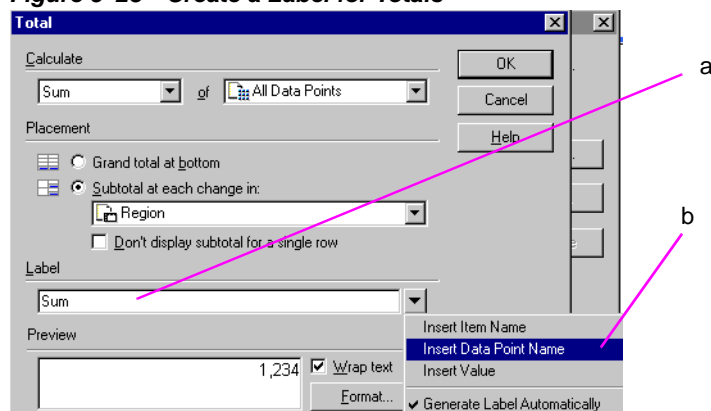 Figure 5–23 Create a Label for Totals
Total
Calculate
Sum of All Data Points
OK
Cancel
Help
Placement
Grand total at bottom
Subtotal at each change in:
Region
Don't display subtotal for a single row
Label
Sum
Preview
1,234
Wrap text
Format...
Insert Item Name
Insert Data Point Name
Insert Value
Generate Label Automatically
a
b